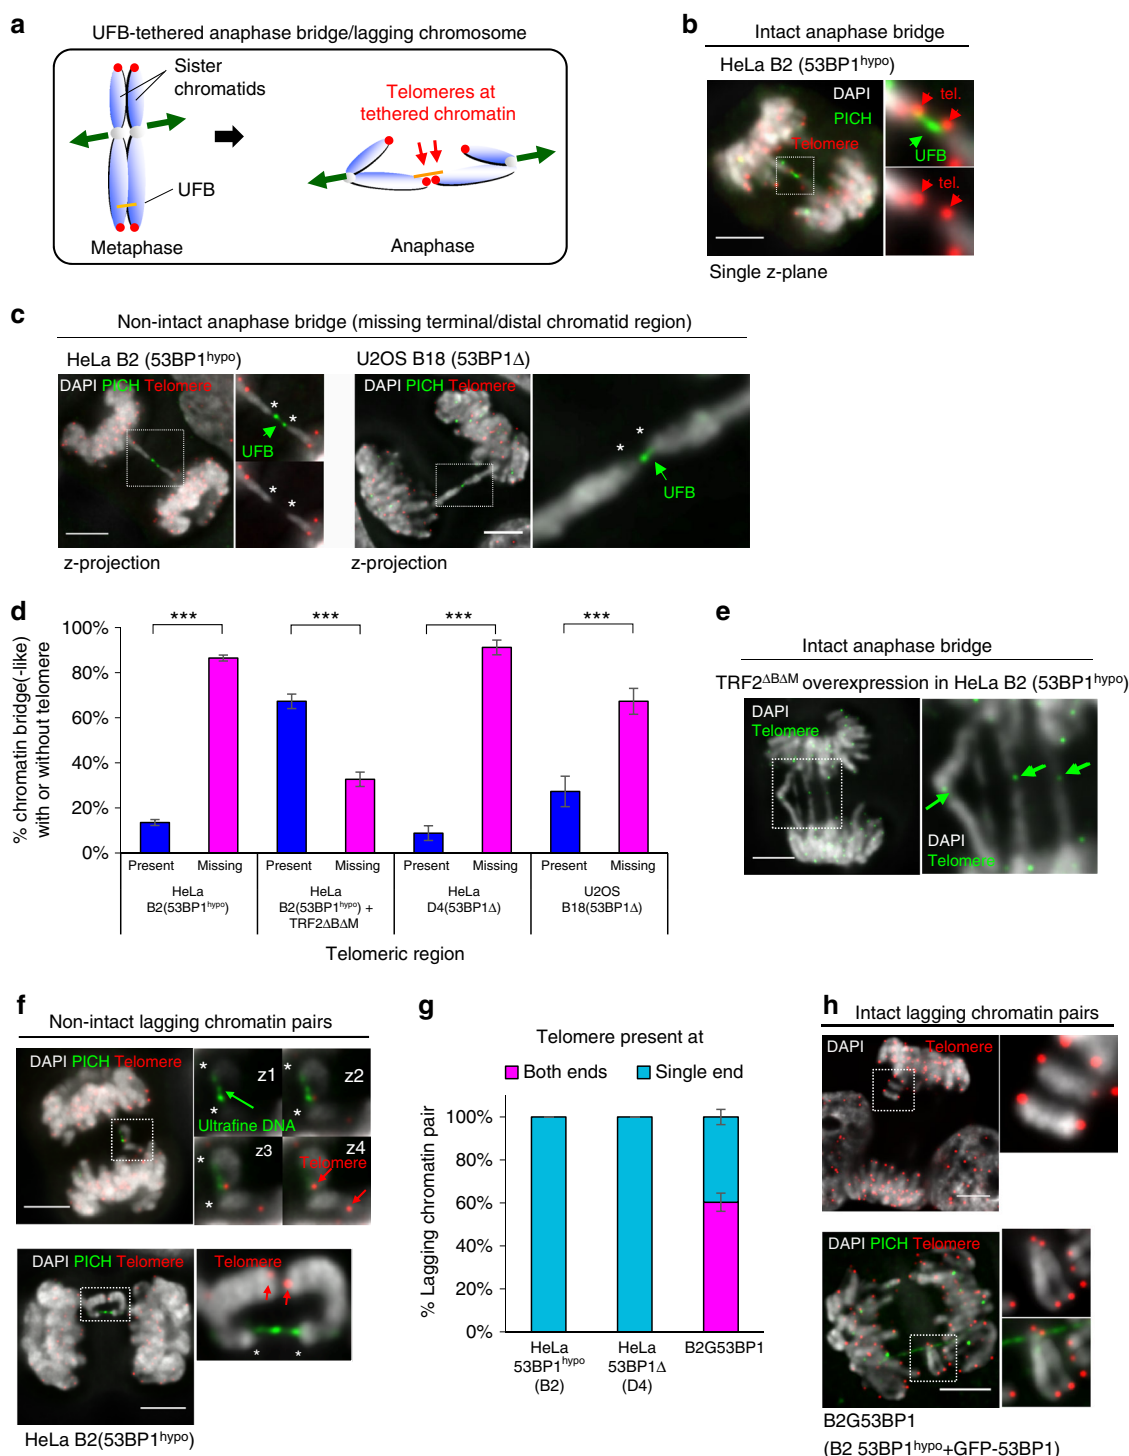 a
UFB-tethered anaphase bridge/lagging chromosome
Sister
chromatids
Telomeres at
tethered chromatin
UFB
Metaphase
Anaphase
b
Intact anaphase bridge
HeLa B2 (53BP1hypo)
DAPI
PICH
Telomere
tel.
UFB
tel.
Single z-plane
c
Non-intact anaphase bridge (missing terminal/distal chromatid region)
HeLa B2 (53BP1hypo)
DAPI PICH Telomere
*
*
UFB
*
*
z-projection
U2OS B18 (53BP1Δ)
DAPI PICH Telomere
*
*
UFB
z-projection
d
% chromatin bridge(-like)
with or without telomere
100%
80%
60%
40%
20%
0%
*** *** *** ***
Present Missing Present Missing Present Missing Present Missing
HeLa
B2(53BP1hypo)
HeLa
B2(53BP1hypo) +
TRF2ΔBΔM
HeLa
D4(53BP1Δ)
U2OS
B18(53BP1Δ)
Telomeric region
e
Intact anaphase bridge
TRF2ΔBΔM overexpression in HeLa B2 (53BP1hypo)
DAPI
Telomere
DAPI
Telomere
f
Non-intact lagging chromatin pairs
DAPI PICH Telomere
* z1
*
Ultrafine DNA
* z2
*
* z3
*
z4
Telomere
DAPI PICH Telomere
Telomere
* *
HeLa B2(53BP1hypo)
g
Telomere present at
Both ends Single end
% Lagging chromatin pair
100%
80%
60%
40%
20%
0%
HeLa
53BP1hypo
(B2)
HeLa
53BP1Δ
(D4)
B2G53BP1
h
Intact lagging chromatin pairs
DAPI Telomere
DAPI PICH Telomere
B2G53BP1
(B2 53BP1hypo+GFP-53BP1)